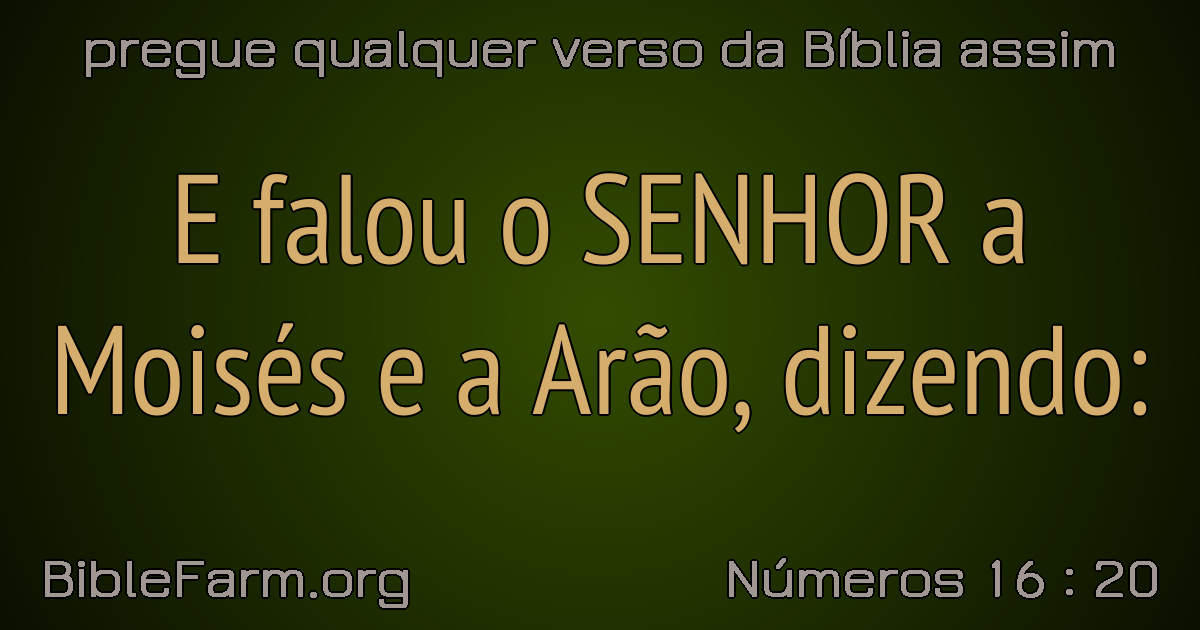 pregue qualquer verso da Bíblia assim
E falou o SENHOR a
Moisés e a Arão, dizendo:
BibleFarm.org
Números 16 : 20